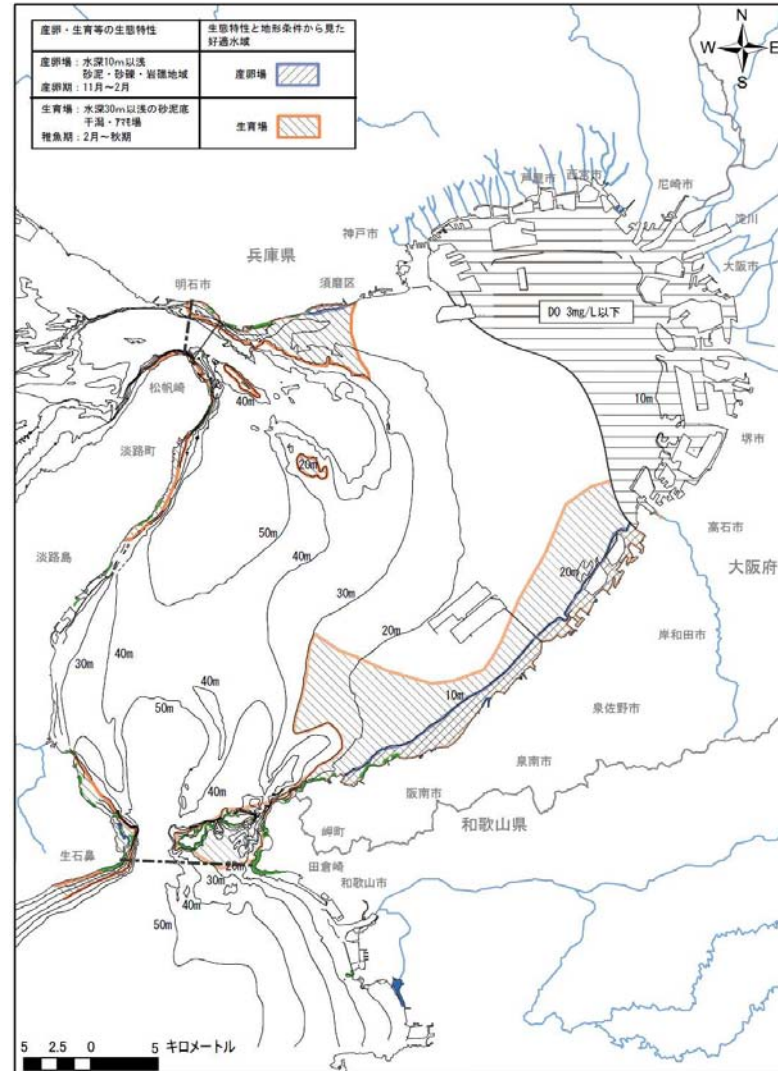 産卵・生育等の生態特性
生態特性と地形条件から見た
好適水域
産卵場：水深10m以浅
砂泥・砂礫・岩礁地域
産卵期：11月～2月
産卵場
生育場：水深30m以浅の砂泥底
干潟・アマモ場
稚魚期：2月～秋期
生育場
N
W
E
S
芦屋市
西宮市
尼崎市
神戸市
淀川
兵庫県
大阪市
明石市
須磨区
DO 3mg/L以下
松帆崎
40m
10m
淡路町
堺市
20m
50m
高石市
淡路島
40m
20m
大阪府
30m
20m
岸和田市
30m
40m
40m
10m
50m
泉佐野市
泉南市
40m
阪南市
岬町
和歌山県
生石鼻
20m
田倉崎
30m
和歌山市
40m
50m
5 2.5 0 5 キロメートル